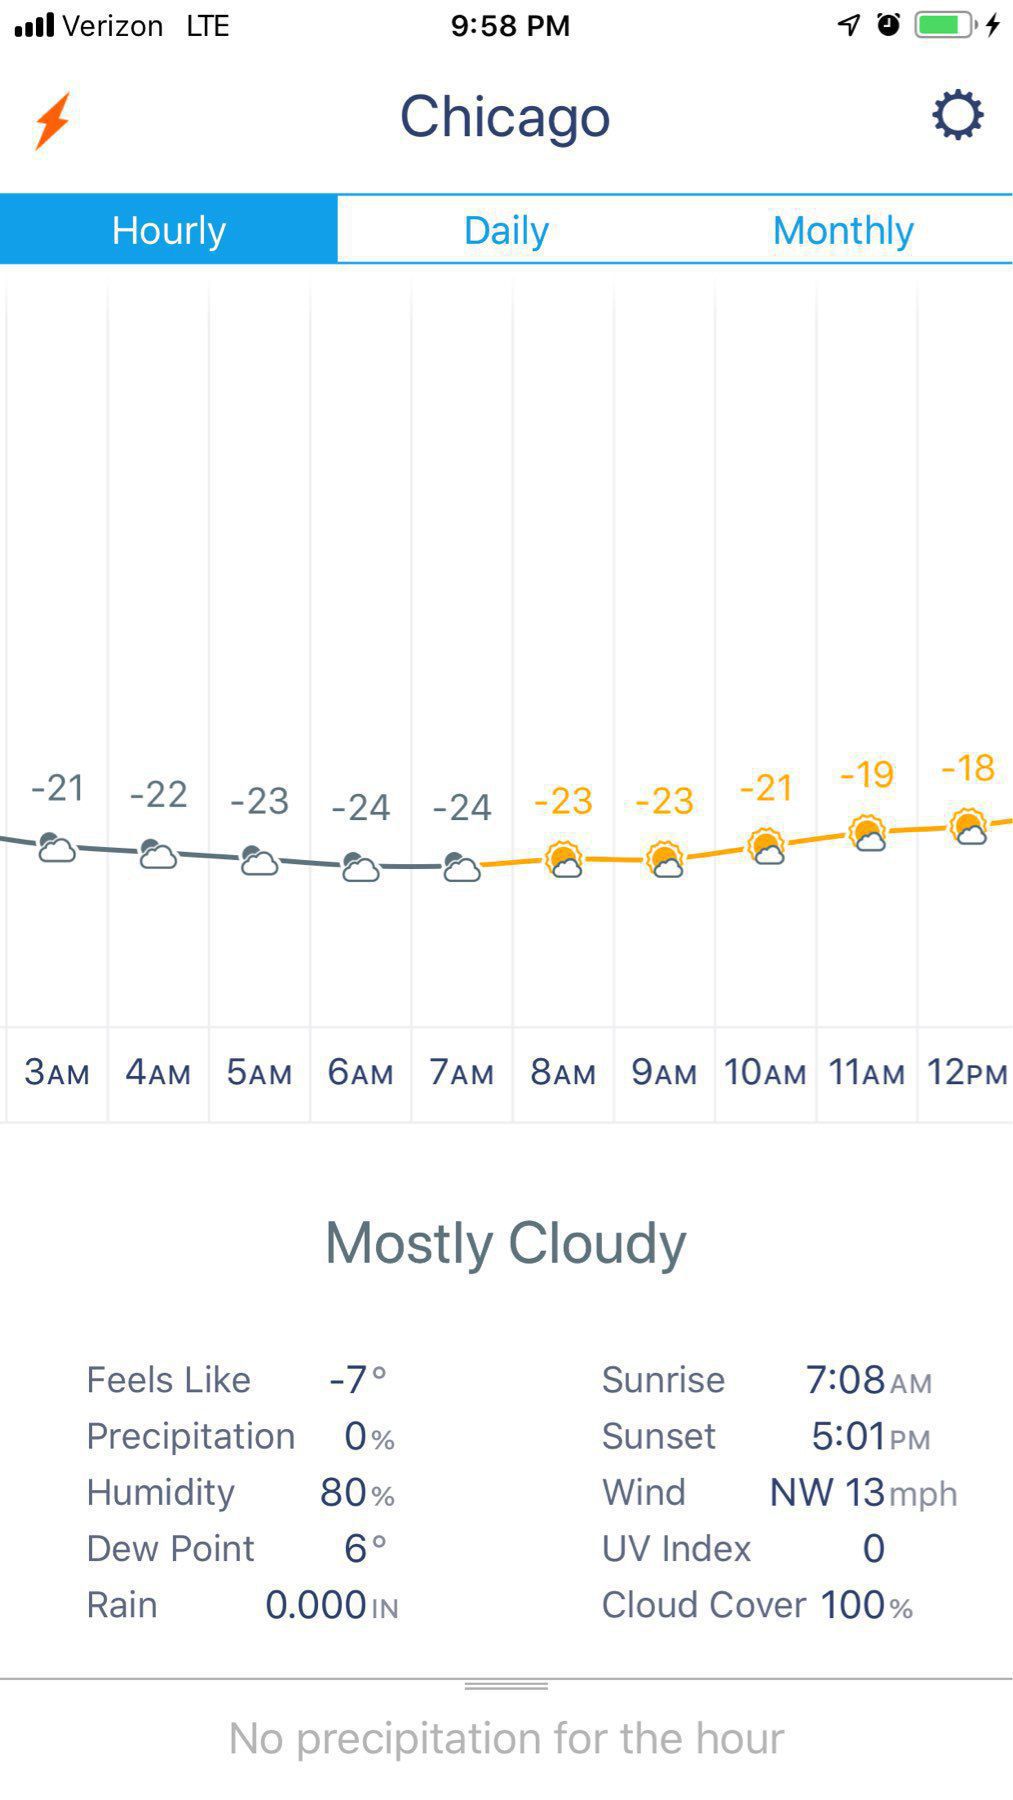 Verizon LTE 9:58 PM
Chicago
Hourly Daily Monthly
-21 -22 -23 -24 -24 -23 -23 -21 -19 -18
3AM 4AM 5AM 6AM 7AM 8AM 9AM 10AM 11AM 12PM
Mostly Cloudy
Feels Like -7° Sunrise 7:08AM
Precipitation 0% Sunset 5:01PM
Humidity 80% Wind NW 13mph
Dew Point 6° UV Index 0
Rain 0.000IN Cloud Cover 100%
No precipitation for the hour